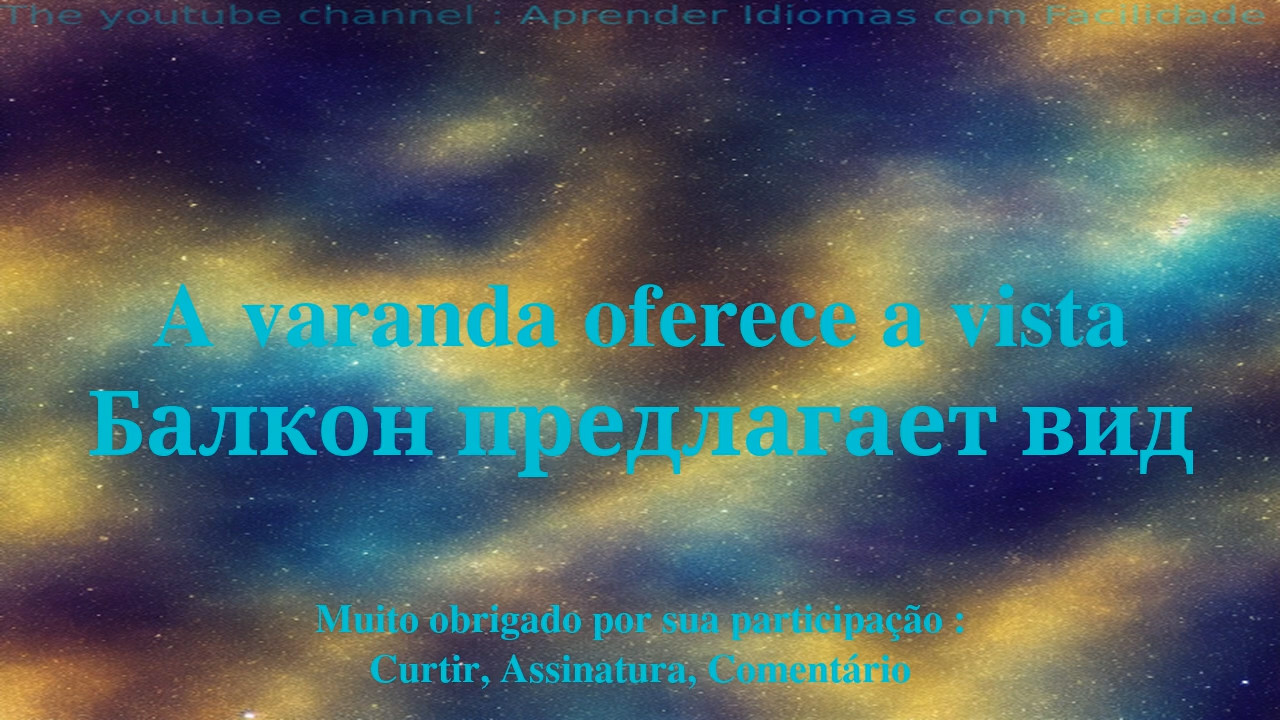 The youtube channel : Aprender Idiomas com Facilidade
A varanda oferece a vista
Балкон предлагает вид
Muito obrigado por sua participação :
Curtir, Assinatura, Comentário